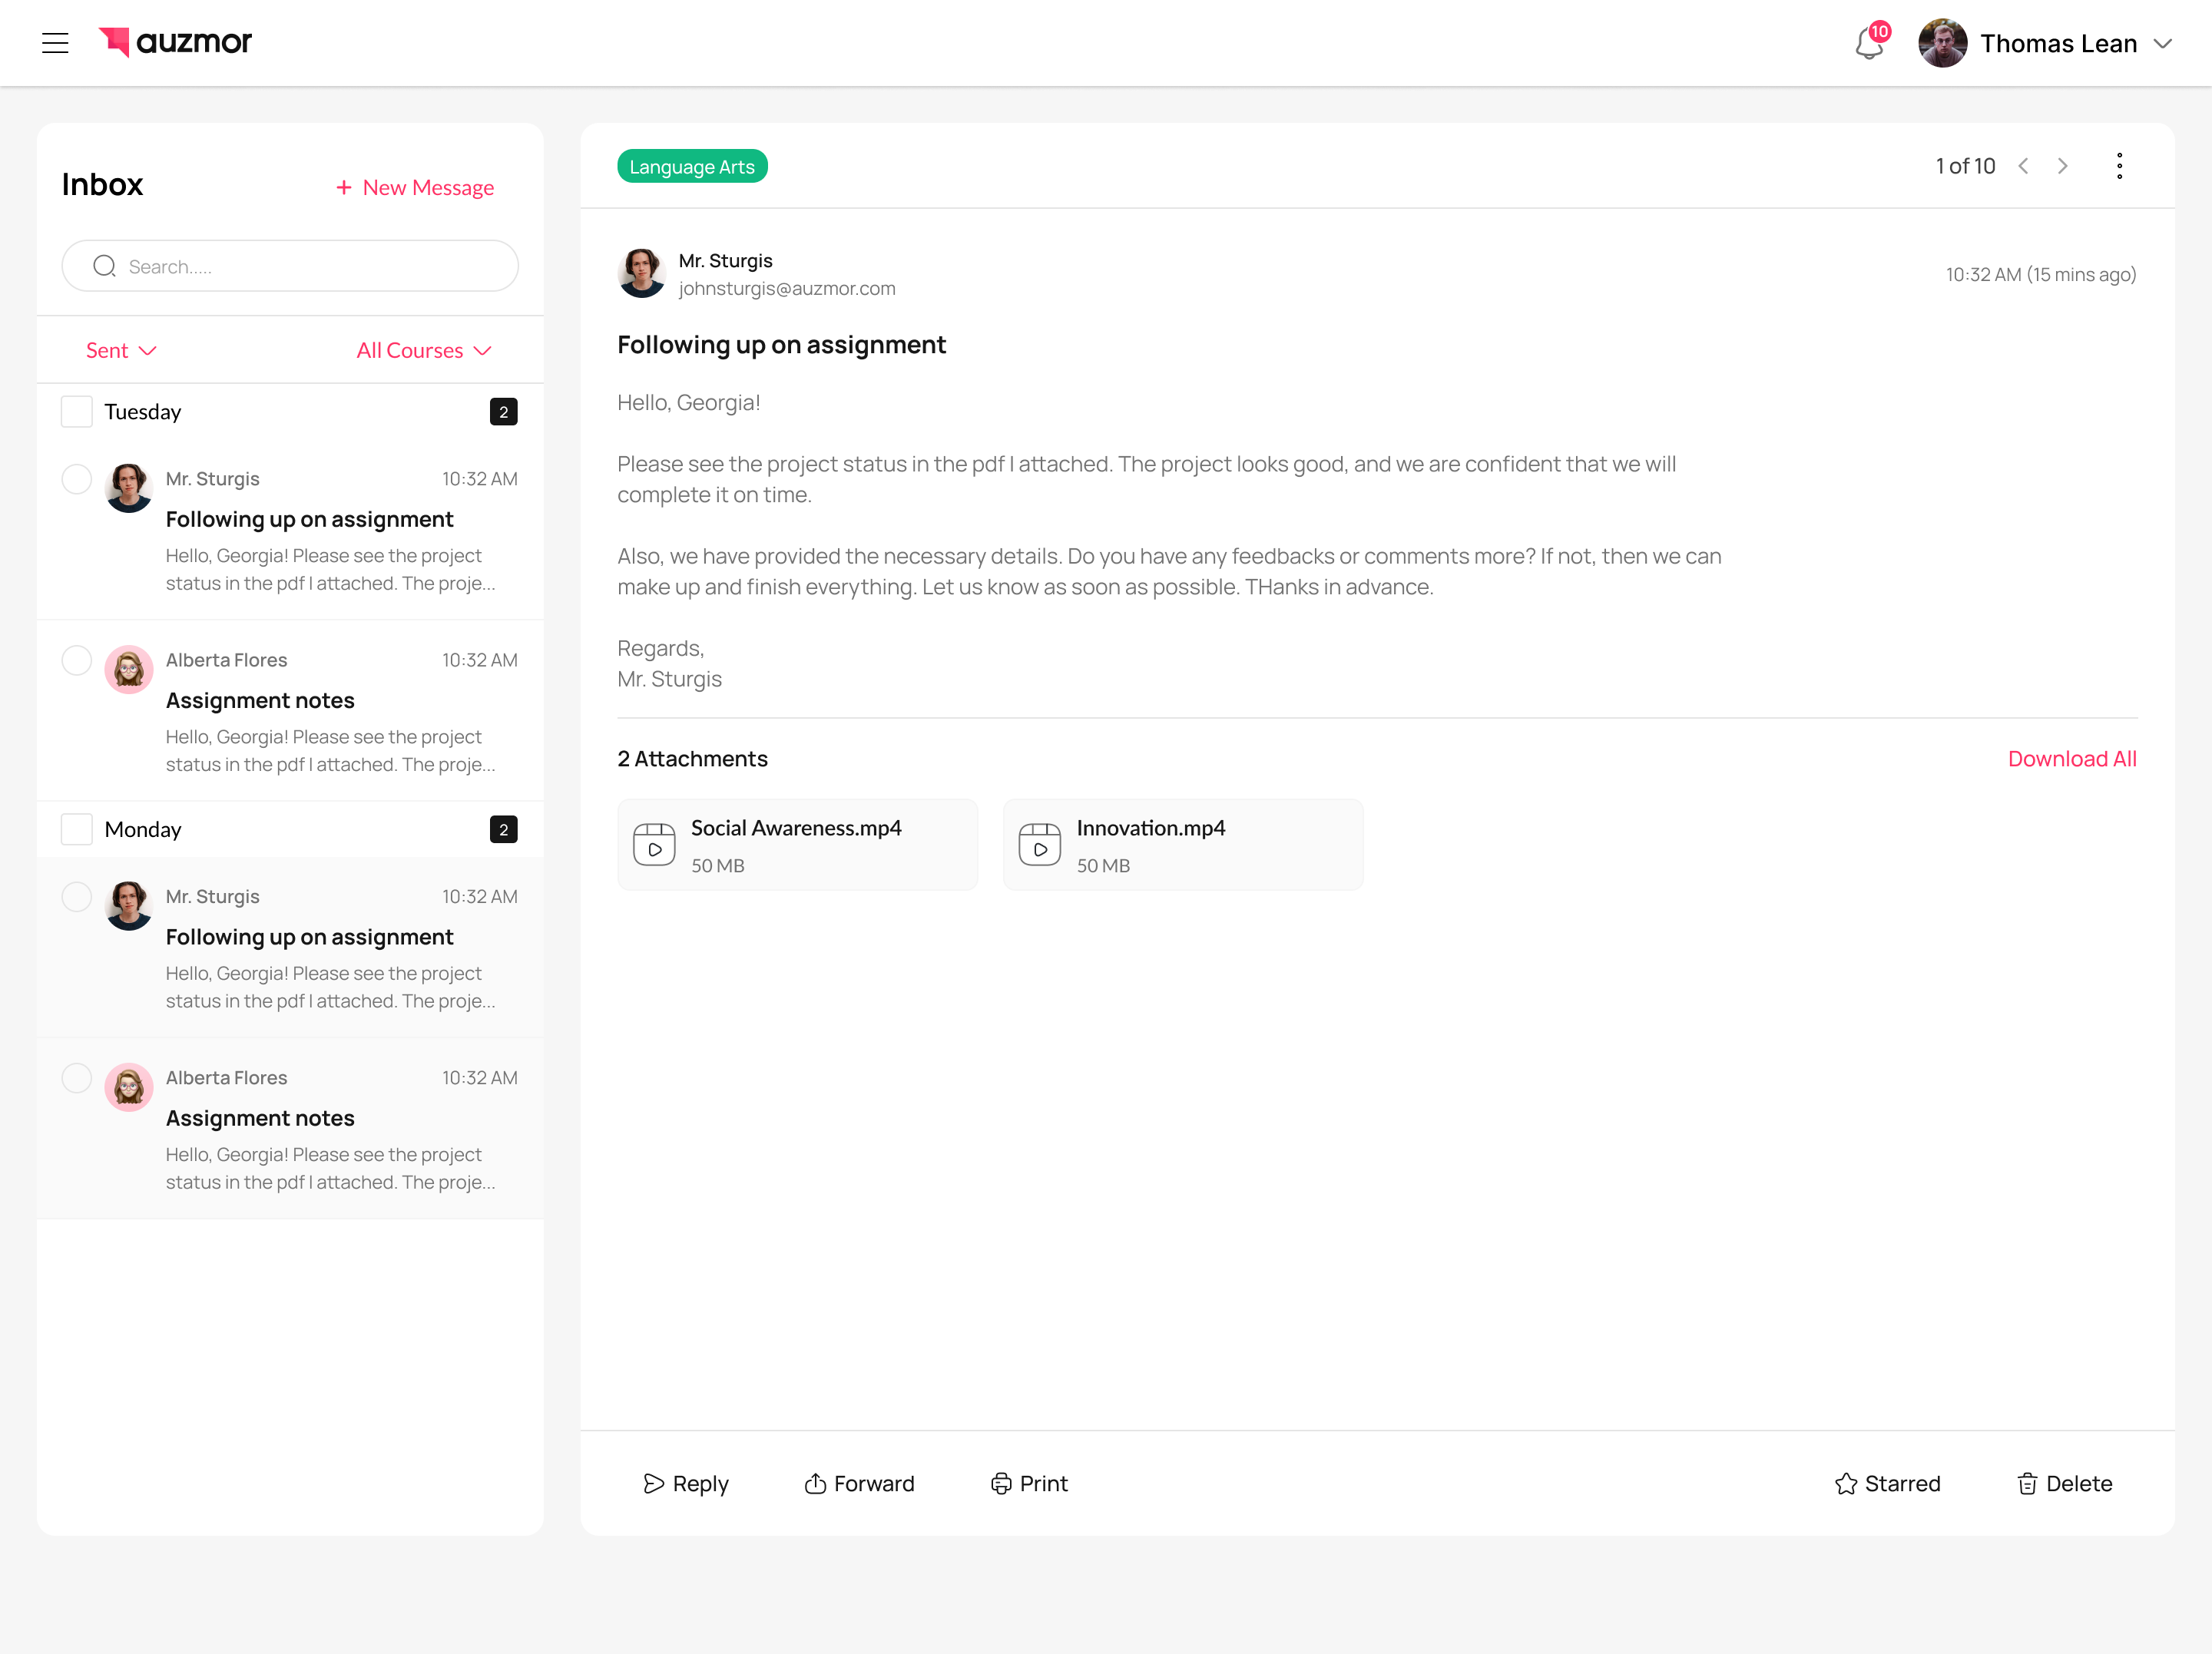 auzmor
10
Thomas Lean
Inbox
+ New Message
Search.....
Sent
All Courses
Tuesday
2
Mr. Sturgis
10:32 AM
Following up on assignment
Hello, Georgia! Please see the project
status in the pdf I attached. The proje...
Alberta Flores
10:32 AM
Assignment notes
Hello, Georgia! Please see the project
status in the pdf I attached. The proje...
Monday
2
Mr. Sturgis
10:32 AM
Following up on assignment
Hello, Georgia! Please see the project
status in the pdf I attached. The proje...
Alberta Flores
10:32 AM
Assignment notes
Hello, Georgia! Please see the project
status in the pdf I attached. The proje...
Language Arts
1 of 10
Mr. Sturgis
johnsturgis@auzmor.com
10:32 AM (15 mins ago)
Following up on assignment
Hello, Georgia!
Please see the project status in the pdf I attached. The project looks good, and we are confident that we will
complete it on time.
Also, we have provided the necessary details. Do you have any feedbacks or comments more? If not, then we can
make up and finish everything. Let us know as soon as possible. THanks in advance.
Regards,
Mr. Sturgis
2 Attachments
Download All
Social Awareness.mp4
50 MB
Innovation.mp4
50 MB
Reply
Forward
Print
Starred
Delete